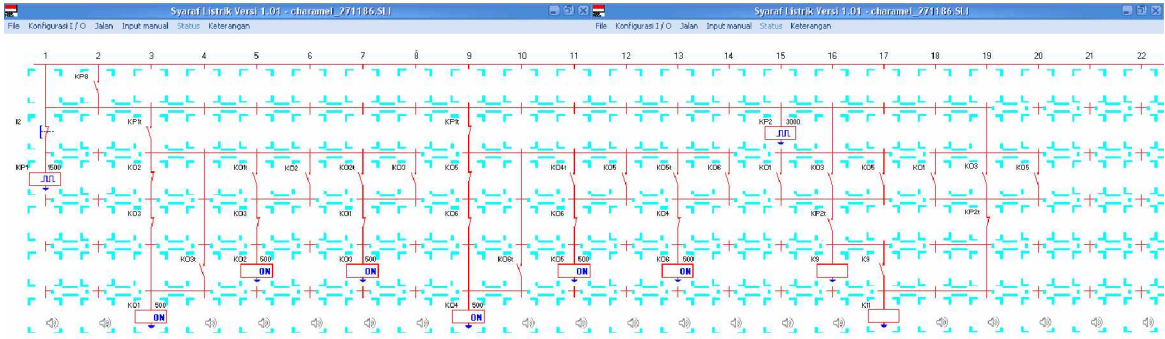 Syaraf Listrik Versi 1.01 - charamel_271186.SLI
Syaraf Listrik Versi 1.01 - charamel_271186.SLI
File Konfigurasi I / O Jalan Input manual Status Keterangan
File Konfigurasi I / O Jalan Input manual Status Keterangan
1 2 3 4 5 6 7 8 9 10 11 12 13 14 15 16 17 18 19 20 21 22
KP8
I2 KP1t KP1t KP2 3000
KP1 1500 KO2 KO1t KO2 KO2t KO3 KO5 KO4t KO5 KO5t KO6 KO1 KO3 KO5 KO1 KO3 KO5
KO3 KO3 KO1 KO6 KO6 KO4 KP2t KP2t
KO3t KO2 500 KO3 500 KO6t KO5 500 KO6 500 K9 K9
ON ON ON ON
KO1 500 KO4 500 K11
ON ON